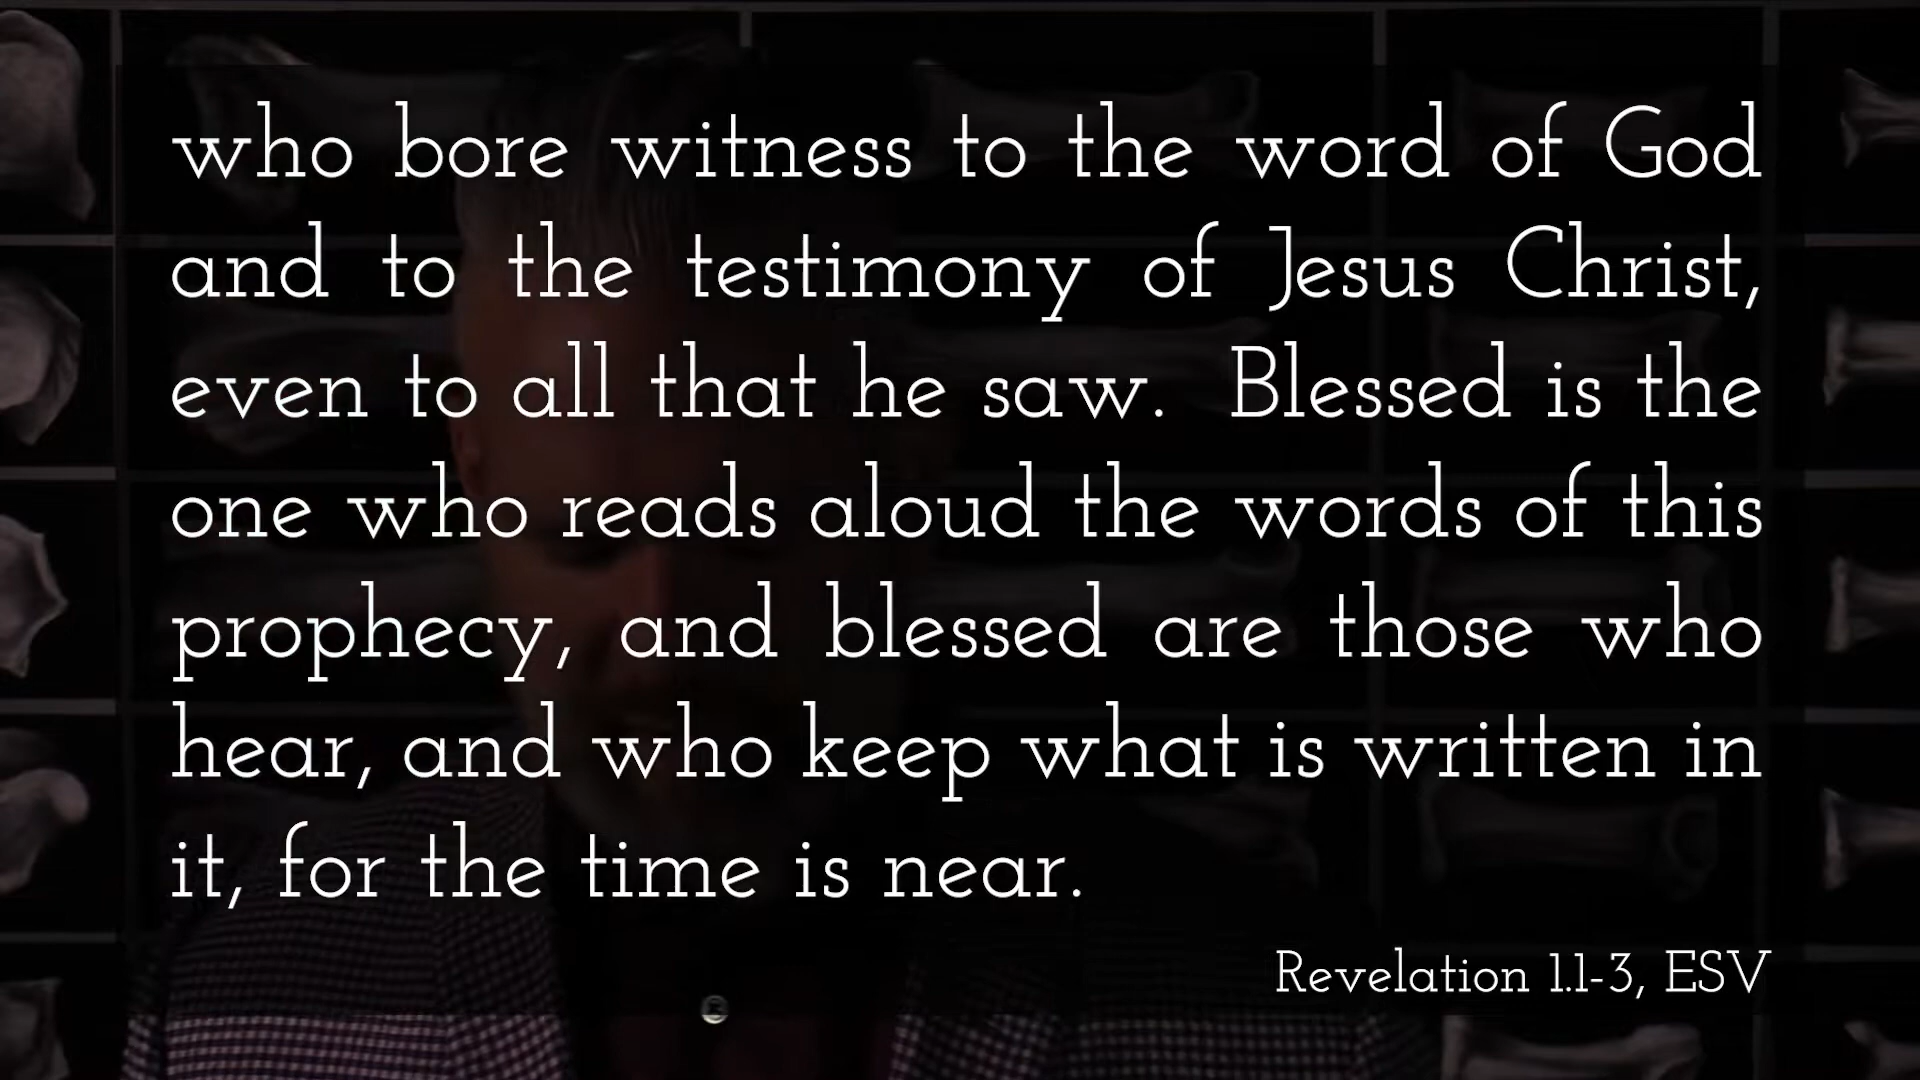 who bore witness to the word of God
and to the testimony of Jesus Christ,
even to all that he saw.  Blessed is the
one who reads aloud the words of this
prophecy, and blessed are those who
hear, and who keep what is written in
it, for the time is near.
Revelation 1.1-3, ESV